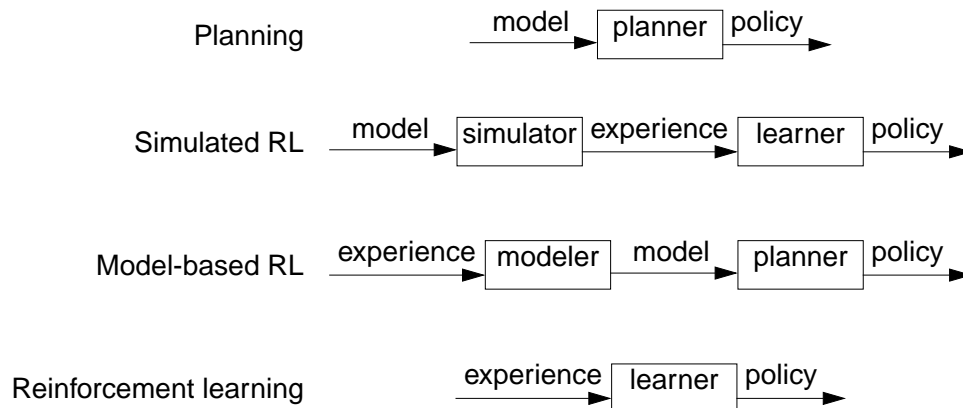 Planning model planner policy
Simulated RL model simulator experience learner policy
Model-based RL experience modeler model planner policy
Reinforcement learning experience learner policy